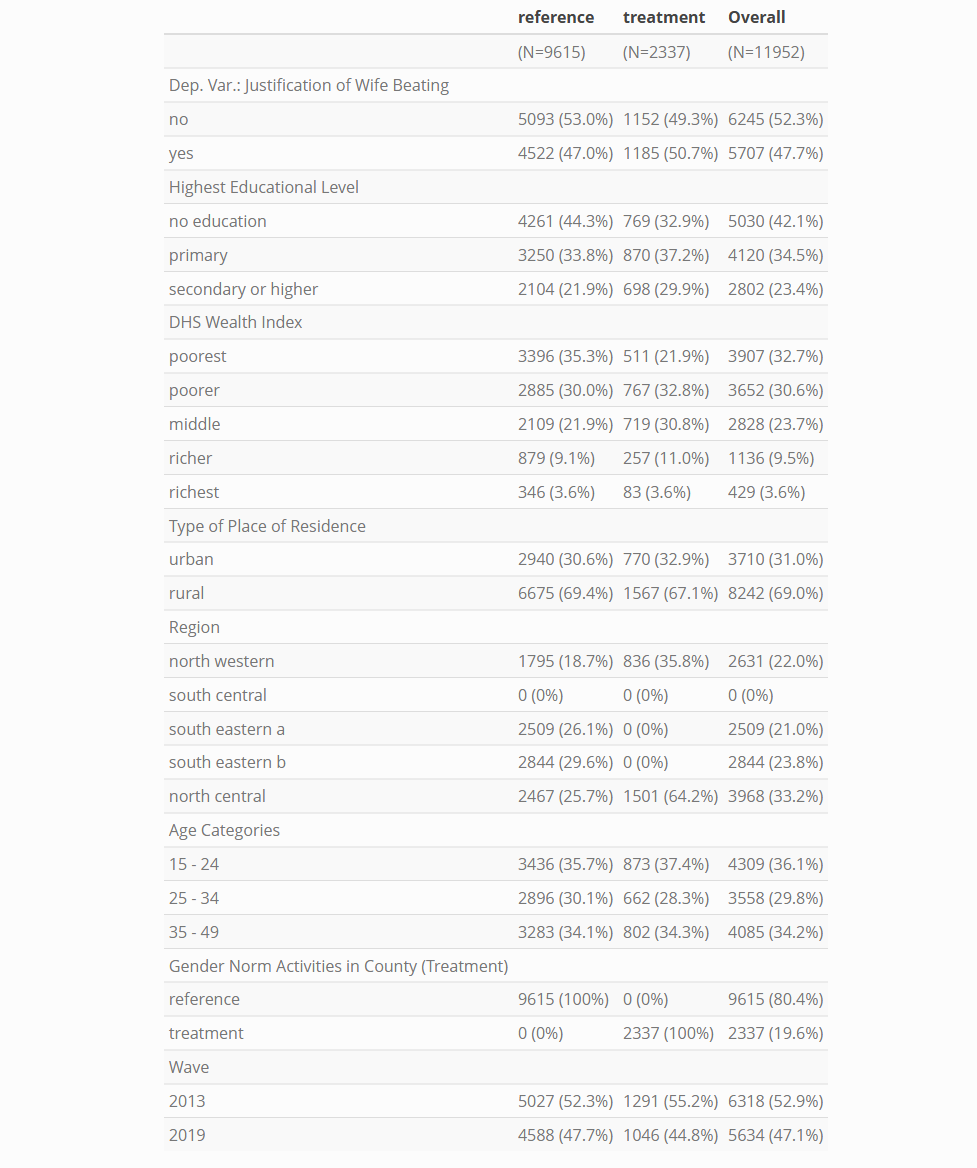 reference treatment Overall
(N=9615) (N=2337) (N=11952)
Dep. Var.: Justification of Wife Beating
no 5093 (53.0%) 1152 (49.3%) 6245 (52.3%)
yes 4522 (47.0%) 1185 (50.7%) 5707 (47.7%)
Highest Educational Level
no education 4261 (44.3%) 769 (32.9%) 5030 (42.1%)
primary 3250 (33.8%) 870 (37.2%) 4120 (34.5%)
secondary or higher 2104 (21.9%) 698 (29.9%) 2802 (23.4%)
DHS Wealth Index
poorest 3396 (35.3%) 511 (21.9%) 3907 (32.7%)
poorer 2885 (30.0%) 767 (32.8%) 3652 (30.6%)
middle 2109 (21.9%) 719 (30.8%) 2828 (23.7%)
richer 879 (9.1%) 257 (11.0%) 1136 (9.5%)
richest 346 (3.6%) 83 (3.6%) 429 (3.6%)
Type of Place of Residence
urban 2940 (30.6%) 770 (32.9%) 3710 (31.0%)
rural 6675 (69.4%) 1567 (67.1%) 8242 (69.0%)
Region
north western 1795 (18.7%) 836 (35.8%) 2631 (22.0%)
south central 0 (0%) 0 (0%) 0 (0%)
south eastern a 2509 (26.1%) 0 (0%) 2509 (21.0%)
south eastern b 2844 (29.6%) 0 (0%) 2844 (23.8%)
north central 2467 (25.7%) 1501 (64.2%) 3968 (33.2%)
Age Categories
15 - 24 3436 (35.7%) 873 (37.4%) 4309 (36.1%)
25 - 34 2896 (30.1%) 662 (28.3%) 3558 (29.8%)
35 - 49 3283 (34.1%) 802 (34.3%) 4085 (34.2%)
Gender Norm Activities in County (Treatment)
reference 9615 (100%) 0 (0%) 9615 (80.4%)
treatment 0 (0%) 2337 (100%) 2337 (19.6%)
Wave
2013 5027 (52.3%) 1291 (55.2%) 6318 (52.9%)
2019 4588 (47.7%) 1046 (44.8%) 5634 (47.1%)